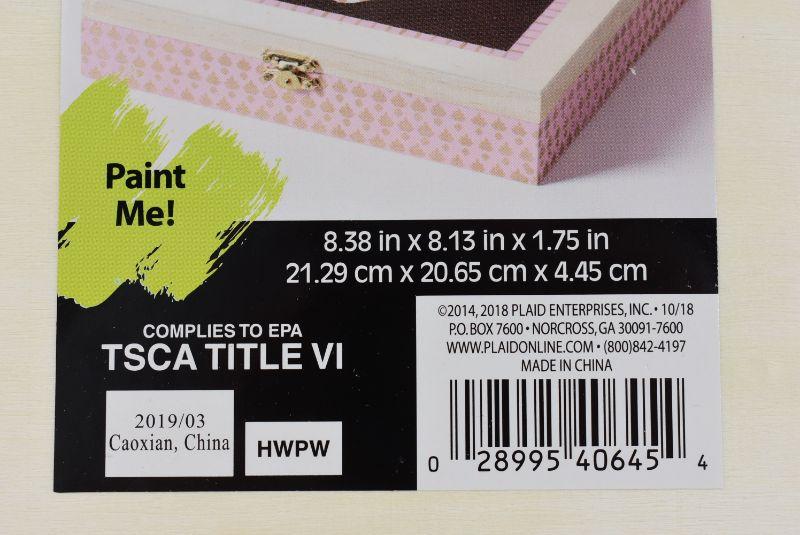 Paint
Me!
8.38 in x 8.13 in x 1.75 in
21.29 cm x 20.65 cm x 4.45 cm
COMPLIES TO EPA
TSCA TITLE VI
2019/03
Caoxian, China
HWPW
©2014, 2018 PLAID ENTERPRISES, INC. • 10/18
P.O. BOX 7600 • NORCROSS, GA 30091-7600
WWW.PLAIDONLINE.COM • (800)842-4197
MADE IN CHINA
0 28995 40645 4